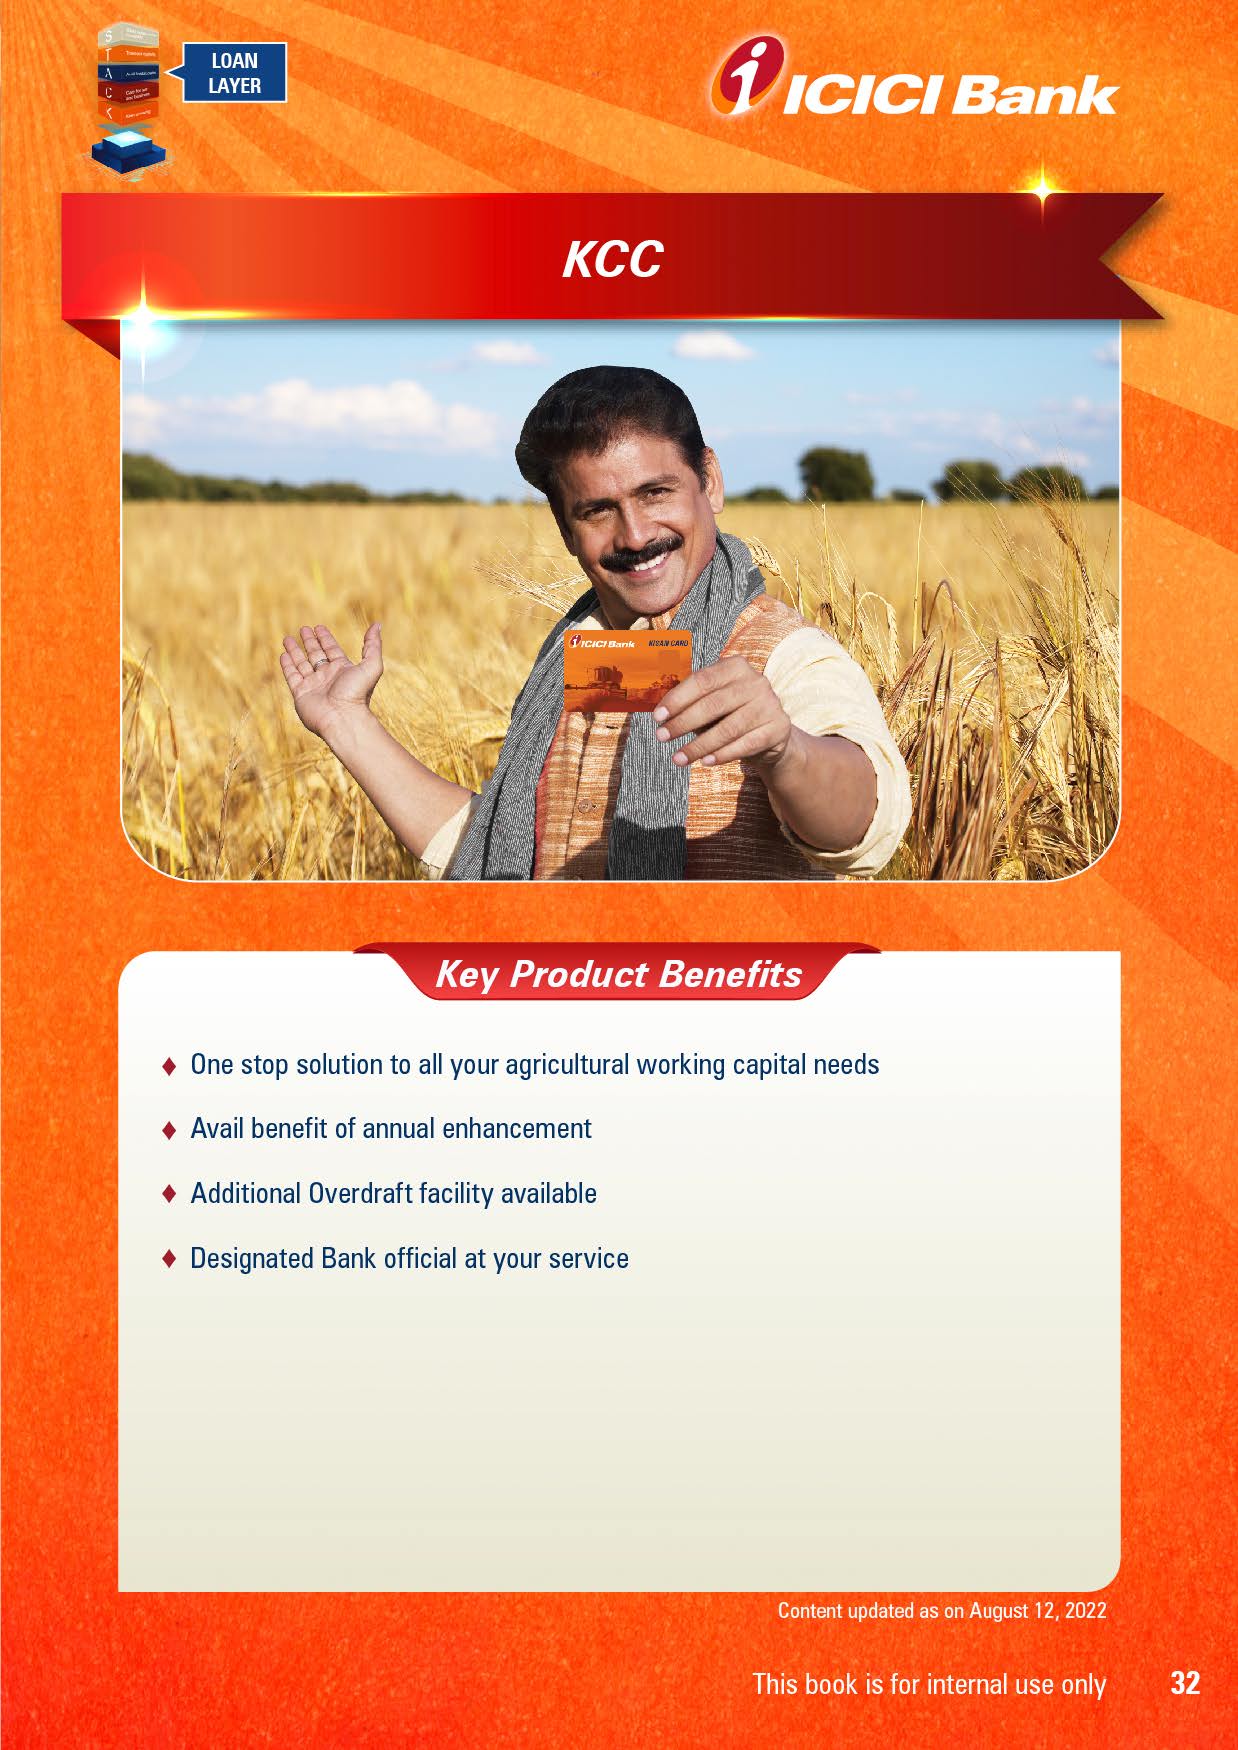 S
T
A
C
K
LOAN
LAYER
i ICICI Bank
KCC
ICICI Bank KISAN CARD
Key Product Benefits
One stop solution to all your agricultural working capital needs
Avail benefit of annual enhancement
Additional Overdraft facility available
Designated Bank official at your service
Content updated as on August 12, 2022
This book is for internal use only 32